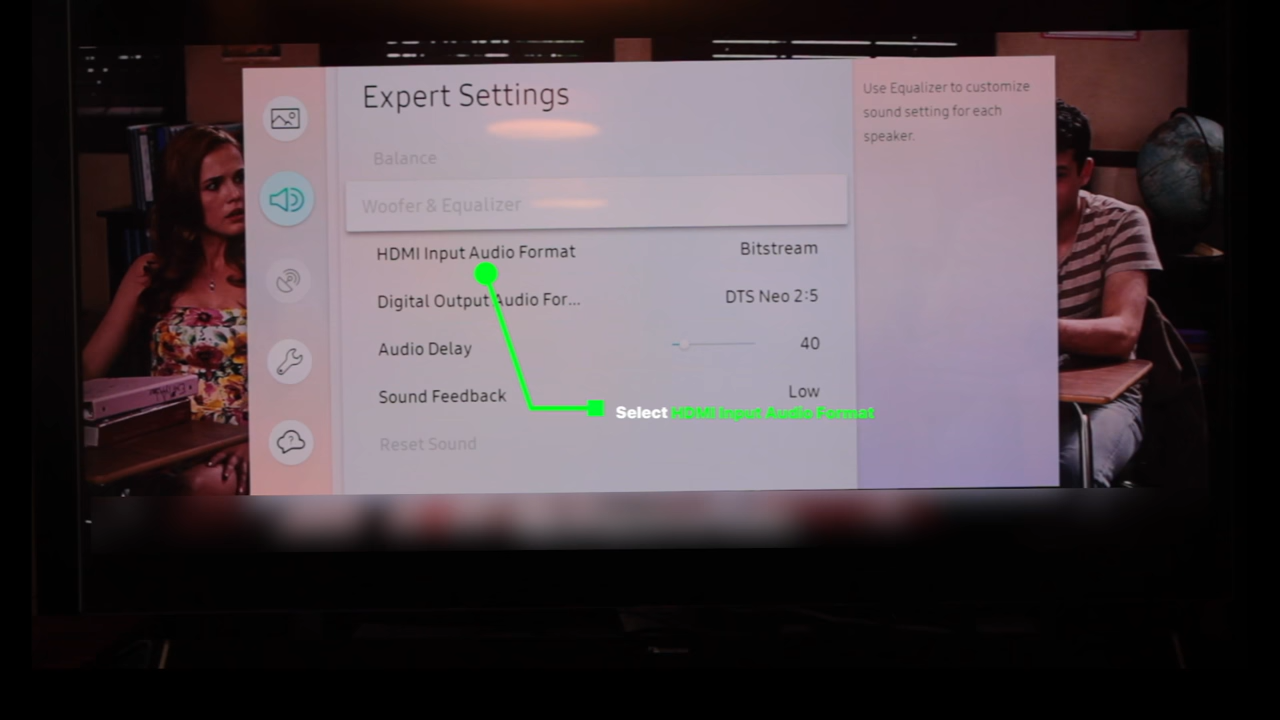 Expert Settings
Use Equalizer to customize
sound setting for each
speaker.
Balance
Woofer & Equalizer
HDMI Input Audio Format Bitstream
Digital Output Audio For... DTS Neo 2:5
Audio Delay 40
Sound Feedback Low
Select HDMI Input Audio Format
Reset Sound